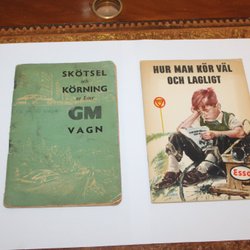 SKÖTSEL
och
KÖRNING
av Eder
GM
VAGN
HUR MAN KÖR VÄL
OCH LAGLIGT
Esso